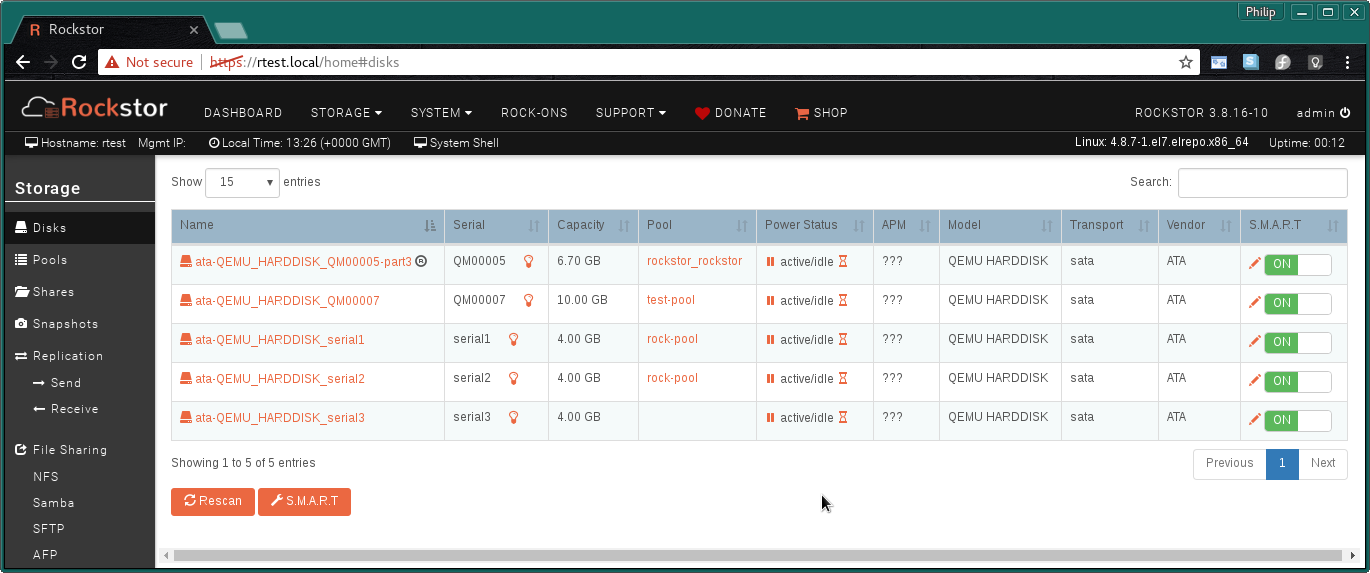 Philip
Rockstor
Not secure https://rtest.local/home#disks
Rockstor DASHBOARD STORAGE SYSTEM ROCK-ONS SUPPORT DONATE SHOP ROCKSTOR 3.8.16-10 admin
Hostname: rtest Mgmt IP: Local Time: 13:26 (+0000 GMT) System Shell Linux: 4.8.7-1.el7.elrepo.x86_64 Uptime: 00:12
Storage
Disks
Pools
Shares
Snapshots
Replication
Send
Receive
File Sharing
NFS
Samba
SFTP
AFP
Show 15 entries Search:
Name Serial Capacity Pool Power Status APM Model Transport Vendor S.M.A.R.T
ata-QEMU_HARDDISK_QM00005-part3 QM00005 6.70 GB rockstor_rockstor active/idle ??? QEMU HARDDISK sata ATA ON
ata-QEMU_HARDDISK_QM00007 QM00007 10.00 GB test-pool active/idle ??? QEMU HARDDISK sata ATA ON
ata-QEMU_HARDDISK_serial1 serial1 4.00 GB rock-pool active/idle ??? QEMU HARDDISK sata ATA ON
ata-QEMU_HARDDISK_serial2 serial2 4.00 GB rock-pool active/idle ??? QEMU HARDDISK sata ATA ON
ata-QEMU_HARDDISK_serial3 serial3 4.00 GB active/idle ??? QEMU HARDDISK sata ATA ON
Showing 1 to 5 of 5 entries Previous 1 Next
Rescan S.M.A.R.T